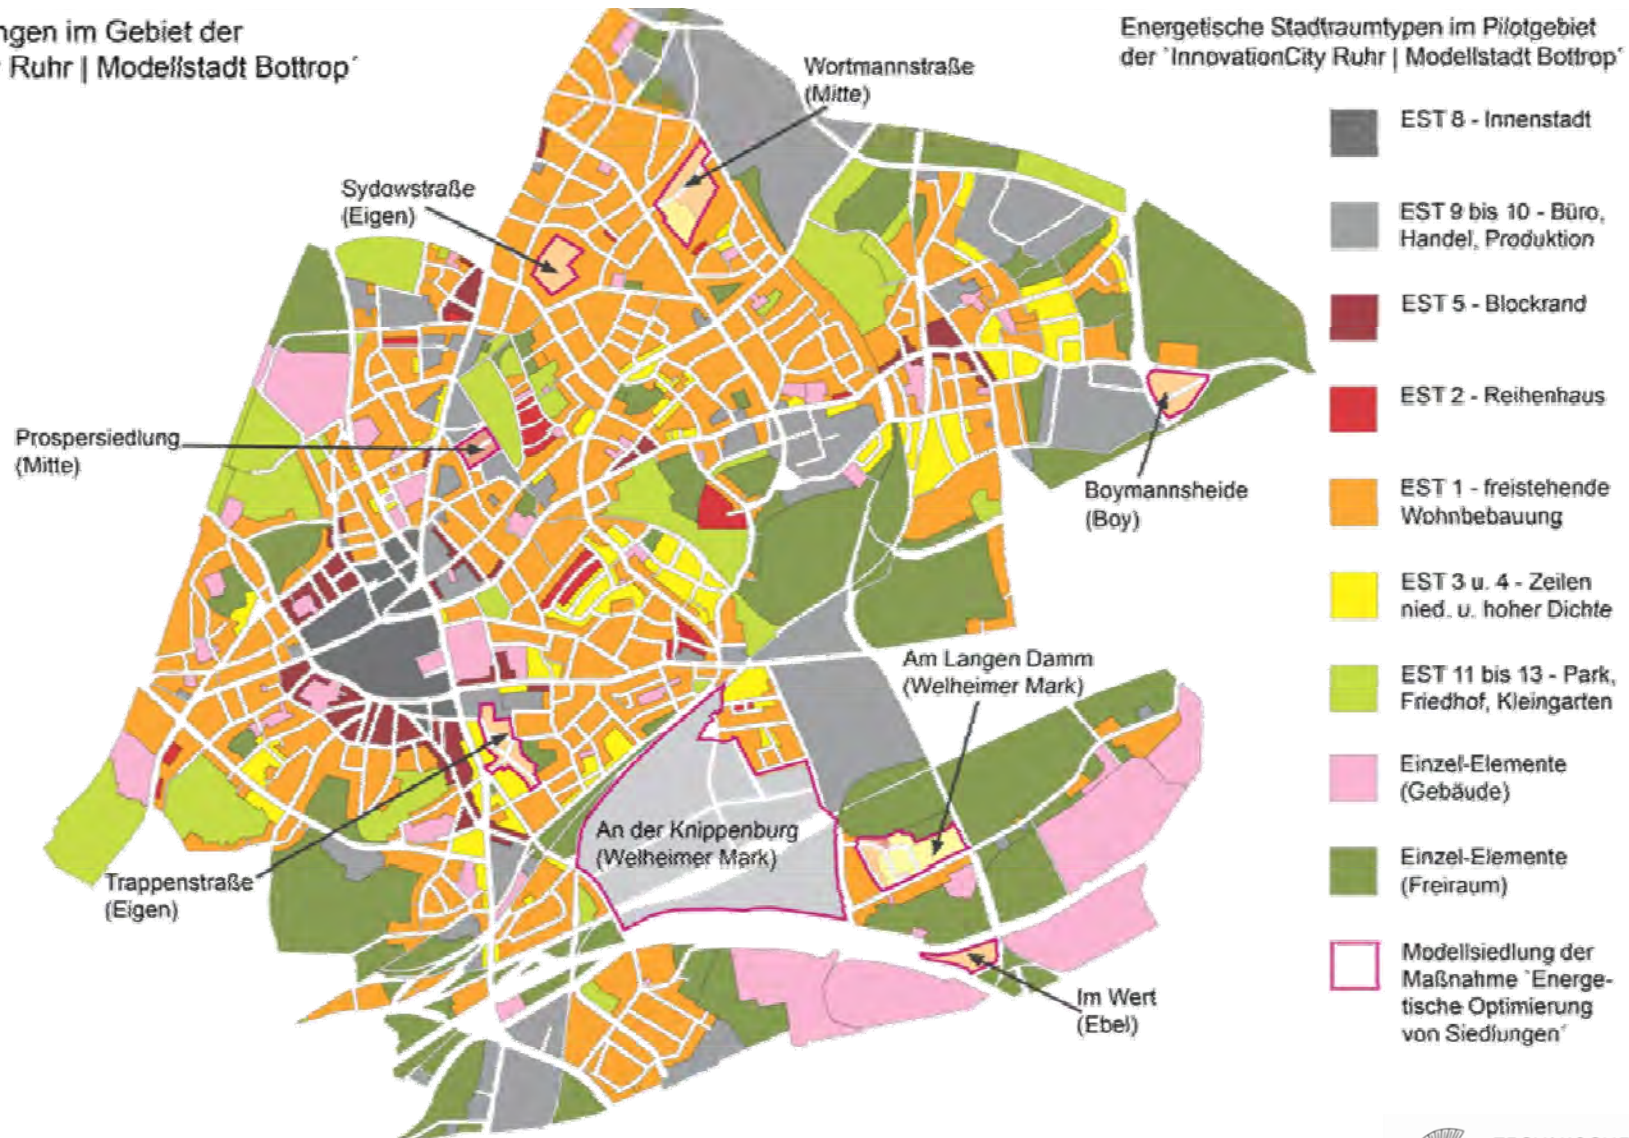 ngen im Gebiet der
Ruhr | Modellstadt Bottrop´
Energetische Stadtraumtypen im Pilotgebiet
der `InnovationCity Ruhr | Modellstadt Bottrop´
Wortmannstraße
(Mitte)
Sydowstraße
(Eigen)
Prospersiedlung
(Mitte)
Boymannsheide
(Boy)
Am Langen Damm
(Welheimer Mark)
An der Knippenburg
(Welheimer Mark)
Trappenstraße
(Eigen)
Im Wert
(Ebel)
EST 8 - Innenstadt
EST 9 bis 10 - Büro,
Handel, Produktion
EST 5 - Blockrand
EST 2 - Reihenhaus
EST 1 - freistehende
Wohnbebauung
EST 3 u. 4 - Zeilen
nied. u. hoher Dichte
EST 11 bis 13 - Park,
Friedhof, Kleingarten
Einzel-Elemente
(Gebäude)
Einzel-Elemente
(Freiraum)
Modellsiedlung der
Maßnahme `Energe-
tische Optimierung
von Siedlungen´